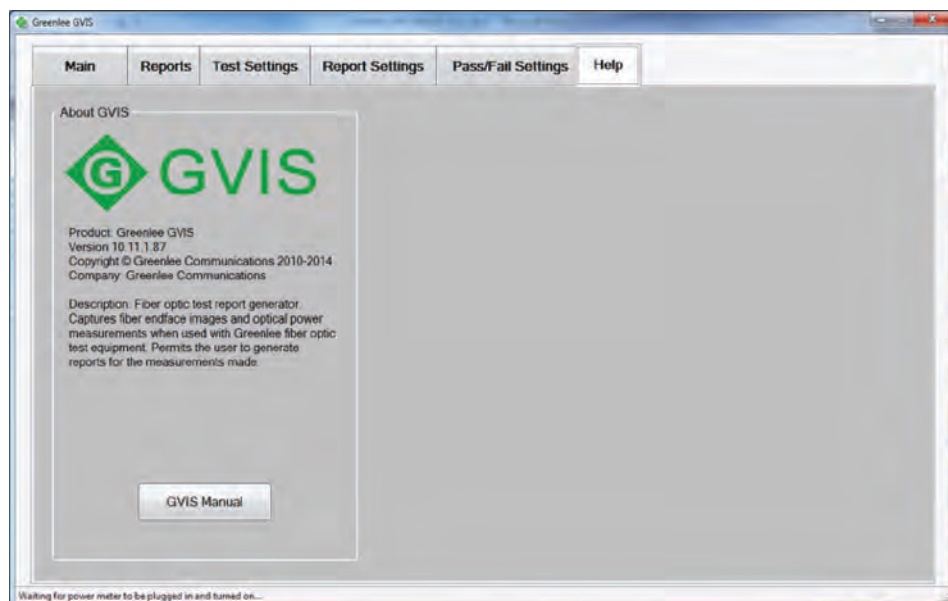 Greenlee GVIS
Main Reports Test Settings Report Settings Pass/Fail Settings Help
About GVIS
G GVIS
Product: Greenlee GVIS
Version 10.11.1.87
Copyright © Greenlee Communications 2010-2014
Company: Greenlee Communications
Description: Fiber optic test report generator.
Captures fiber endface images and optical power
measurements when used with Greenlee fiber optic
test equipment. Permits the user to generate
reports for the measurements made.
GVIS Manual
Waiting for power meter to be plugged in and turned on...